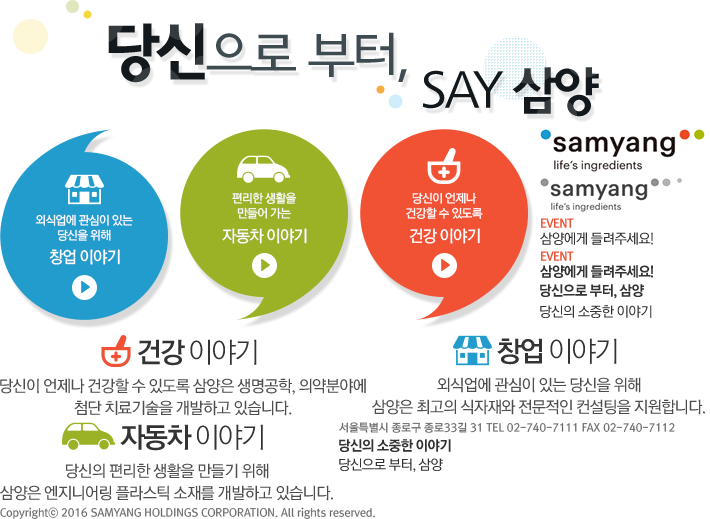 당신으로 부터,
SAY 삼양
외식업에 관심이 있는
당신을 위해
창업 이야기
편리한 생활을
만들어 가는
자동차 이야기
당신이 언제나
건강할 수 있도록
건강 이야기
samyang
life's ingredients
samyang
life's ingredients
EVENT
삼양에게 들려주세요!
EVENT
삼양에게 들려주세요!
당신으로 부터, 삼양
당신의 소중한 이야기
건강 이야기
당신이 언제나 건강할 수 있도록 삼양은 생명공학, 의약분야에
첨단 치료기술을 개발하고 있습니다.
창업 이야기
외식업에 관심이 있는 당신을 위해
삼양은 최고의 식자재와 전문적인 컨설팅을 지원합니다.
서울특별시 종로구 종로33길 31 TEL 02-740-7111 FAX 02-740-7112
당신의 소중한 이야기
당신으로 부터, 삼양
자동차 이야기
당신의 편리한 생활을 만들기 위해
삼양은 엔지니어링 플라스틱 소재를 개발하고 있습니다.
Copyrightⓒ 2016 SAMYANG HOLDINGS CORPORATION. All rights reserved.